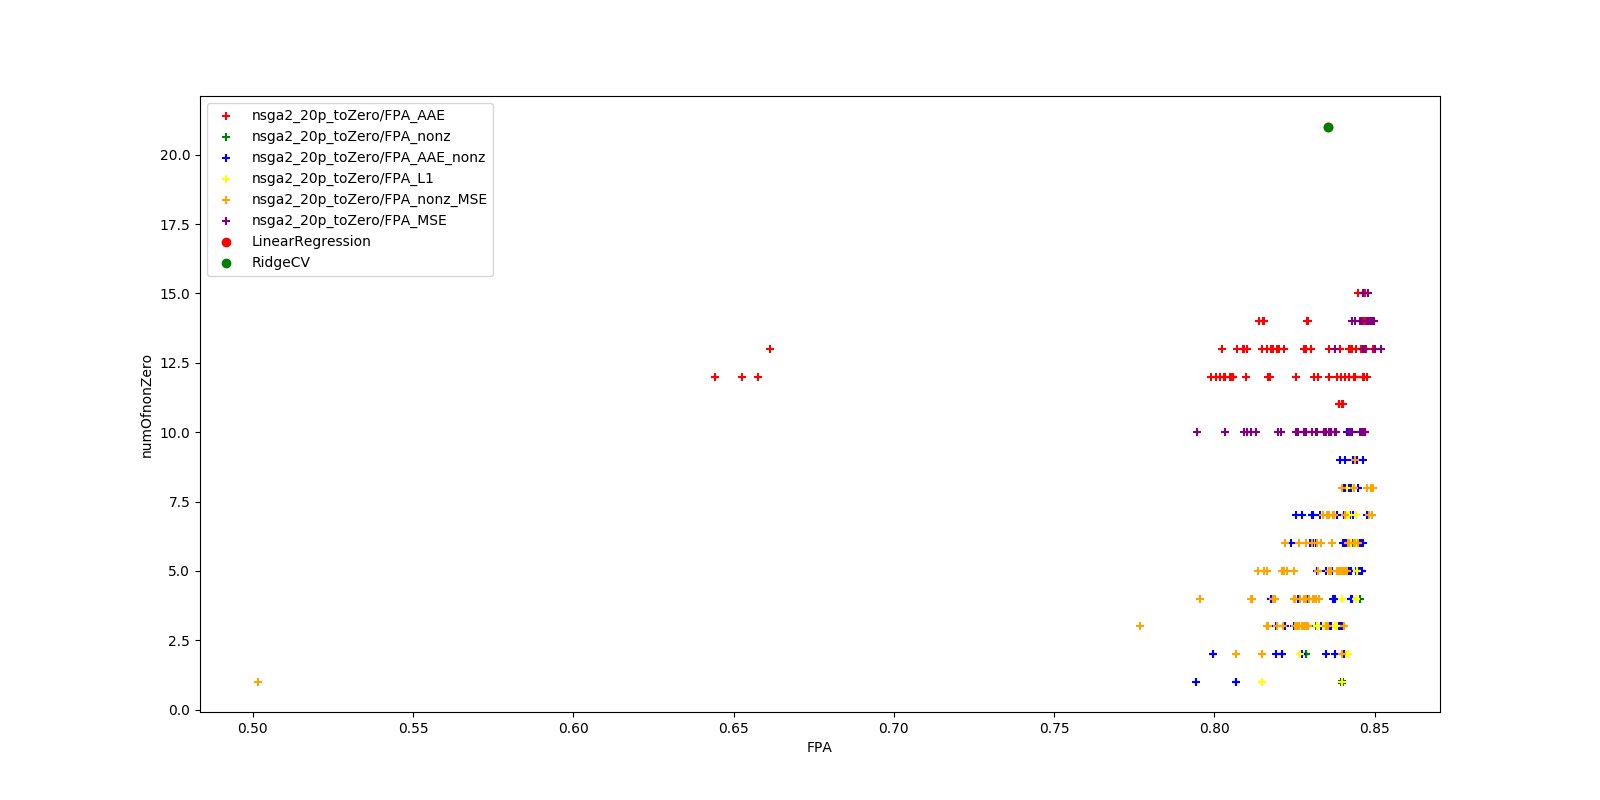 nsga2_20p_toZero/FPA_AAE
nsga2_20p_toZero/FPA_nonz
nsga2_20p_toZero/FPA_AAE_nonz
nsga2_20p_toZero/FPA_L1
nsga2_20p_toZero/FPA_nonz_MSE
nsga2_20p_toZero/FPA_MSE
LinearRegression
RidgeCV
numOfnonZero
20.0
17.5
15.0
12.5
10.0
7.5
5.0
2.5
0.0
0.50 0.55 0.60 0.65 0.70 0.75 0.80 0.85
FPA